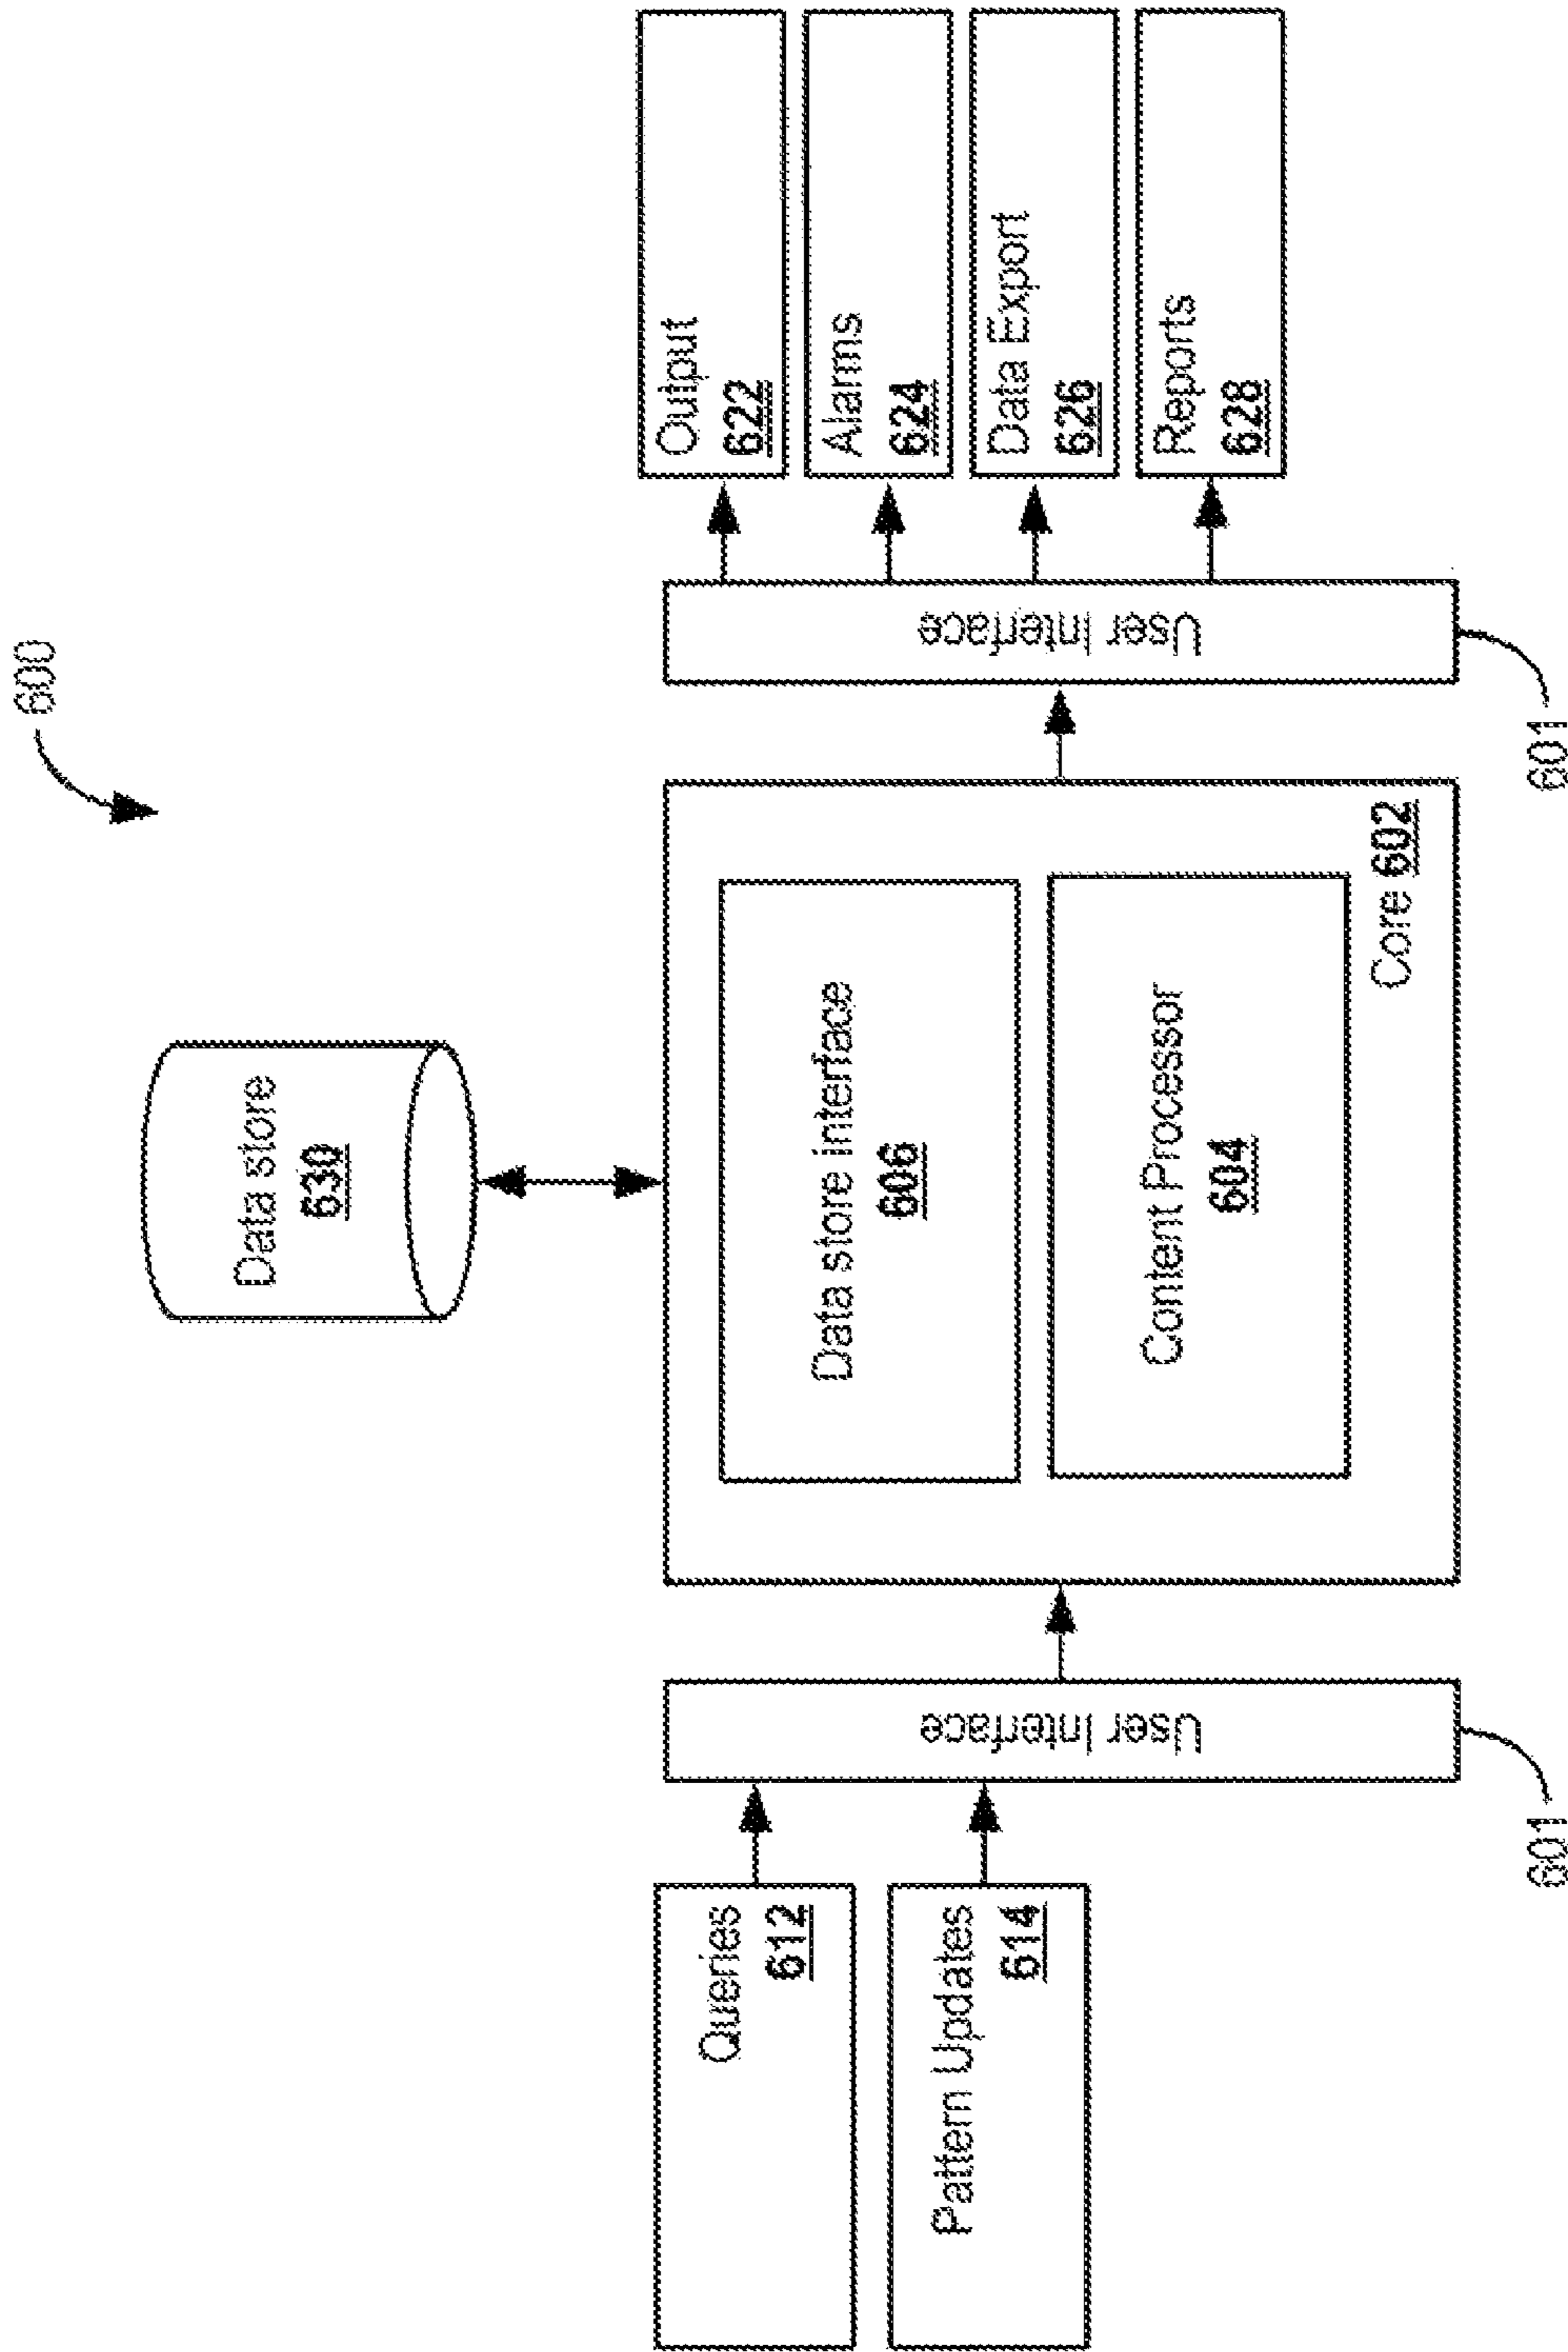 600
Data store
630
Queries
612
Pattern Updates
614
User Interface
601
Data store interface
606
Content Processor
604
Core 602
User Interface
601
Output
622
Alarms
624
Data Export
626
Reports
628